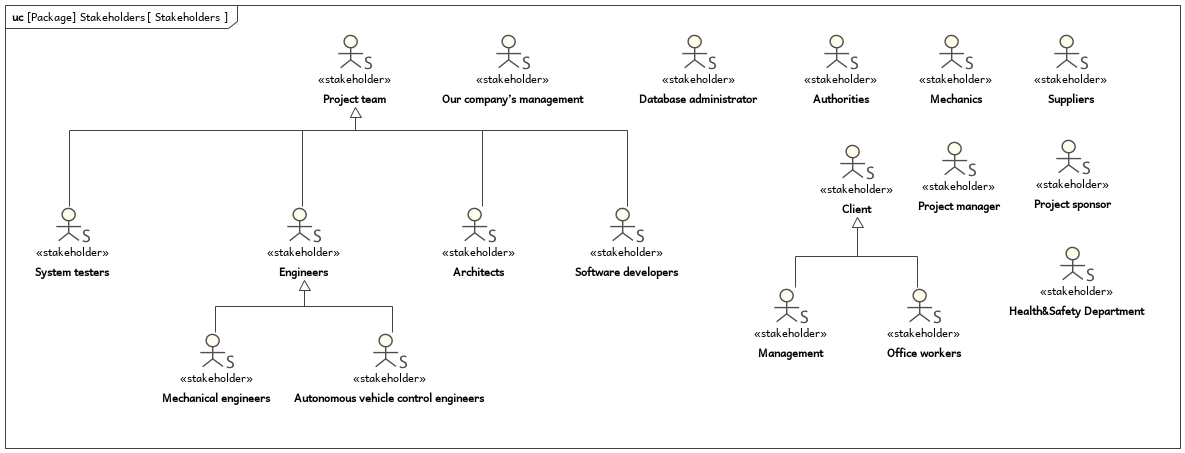 uc [Package] Stakeholders [ Stakeholders ]
S S S S S S
«stakeholder» «stakeholder» «stakeholder» «stakeholder» «stakeholder» «stakeholder»
Project team Our company's management Database administrator Authorities Mechanics Suppliers
S S S
«stakeholder» «stakeholder» «stakeholder»
Client Project manager Project sponsor
S S S S
«stakeholder» «stakeholder» «stakeholder» «stakeholder»
System testers Engineers Architects Software developers
S
«stakeholder»
Health&Safety Department
S S
«stakeholder» «stakeholder»
Management Office workers
S S
«stakeholder» «stakeholder»
Mechanical engineers Autonomous vehicle control engineers